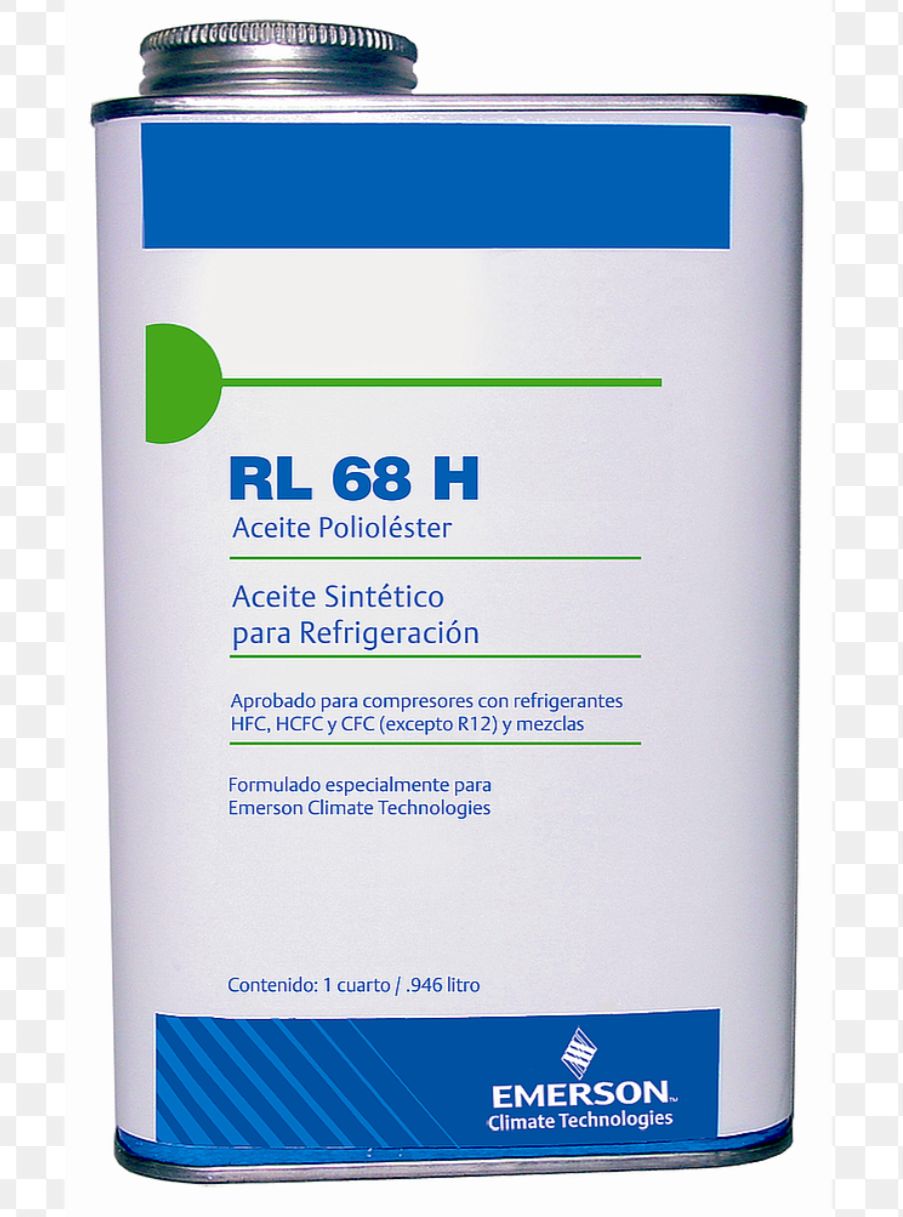 RL 68 H
Aceite Polioléster
Aceite Sintético
para Refrigeración
Aprobado para compresores con refrigerantes
HFC, HCFC y CFC (excepto R12) y mezclas
Formulado especialmente para
Emerson Climate Technologies
Contenido: 1 cuarto / .946 litro
EMERSON™
Climate Technologies